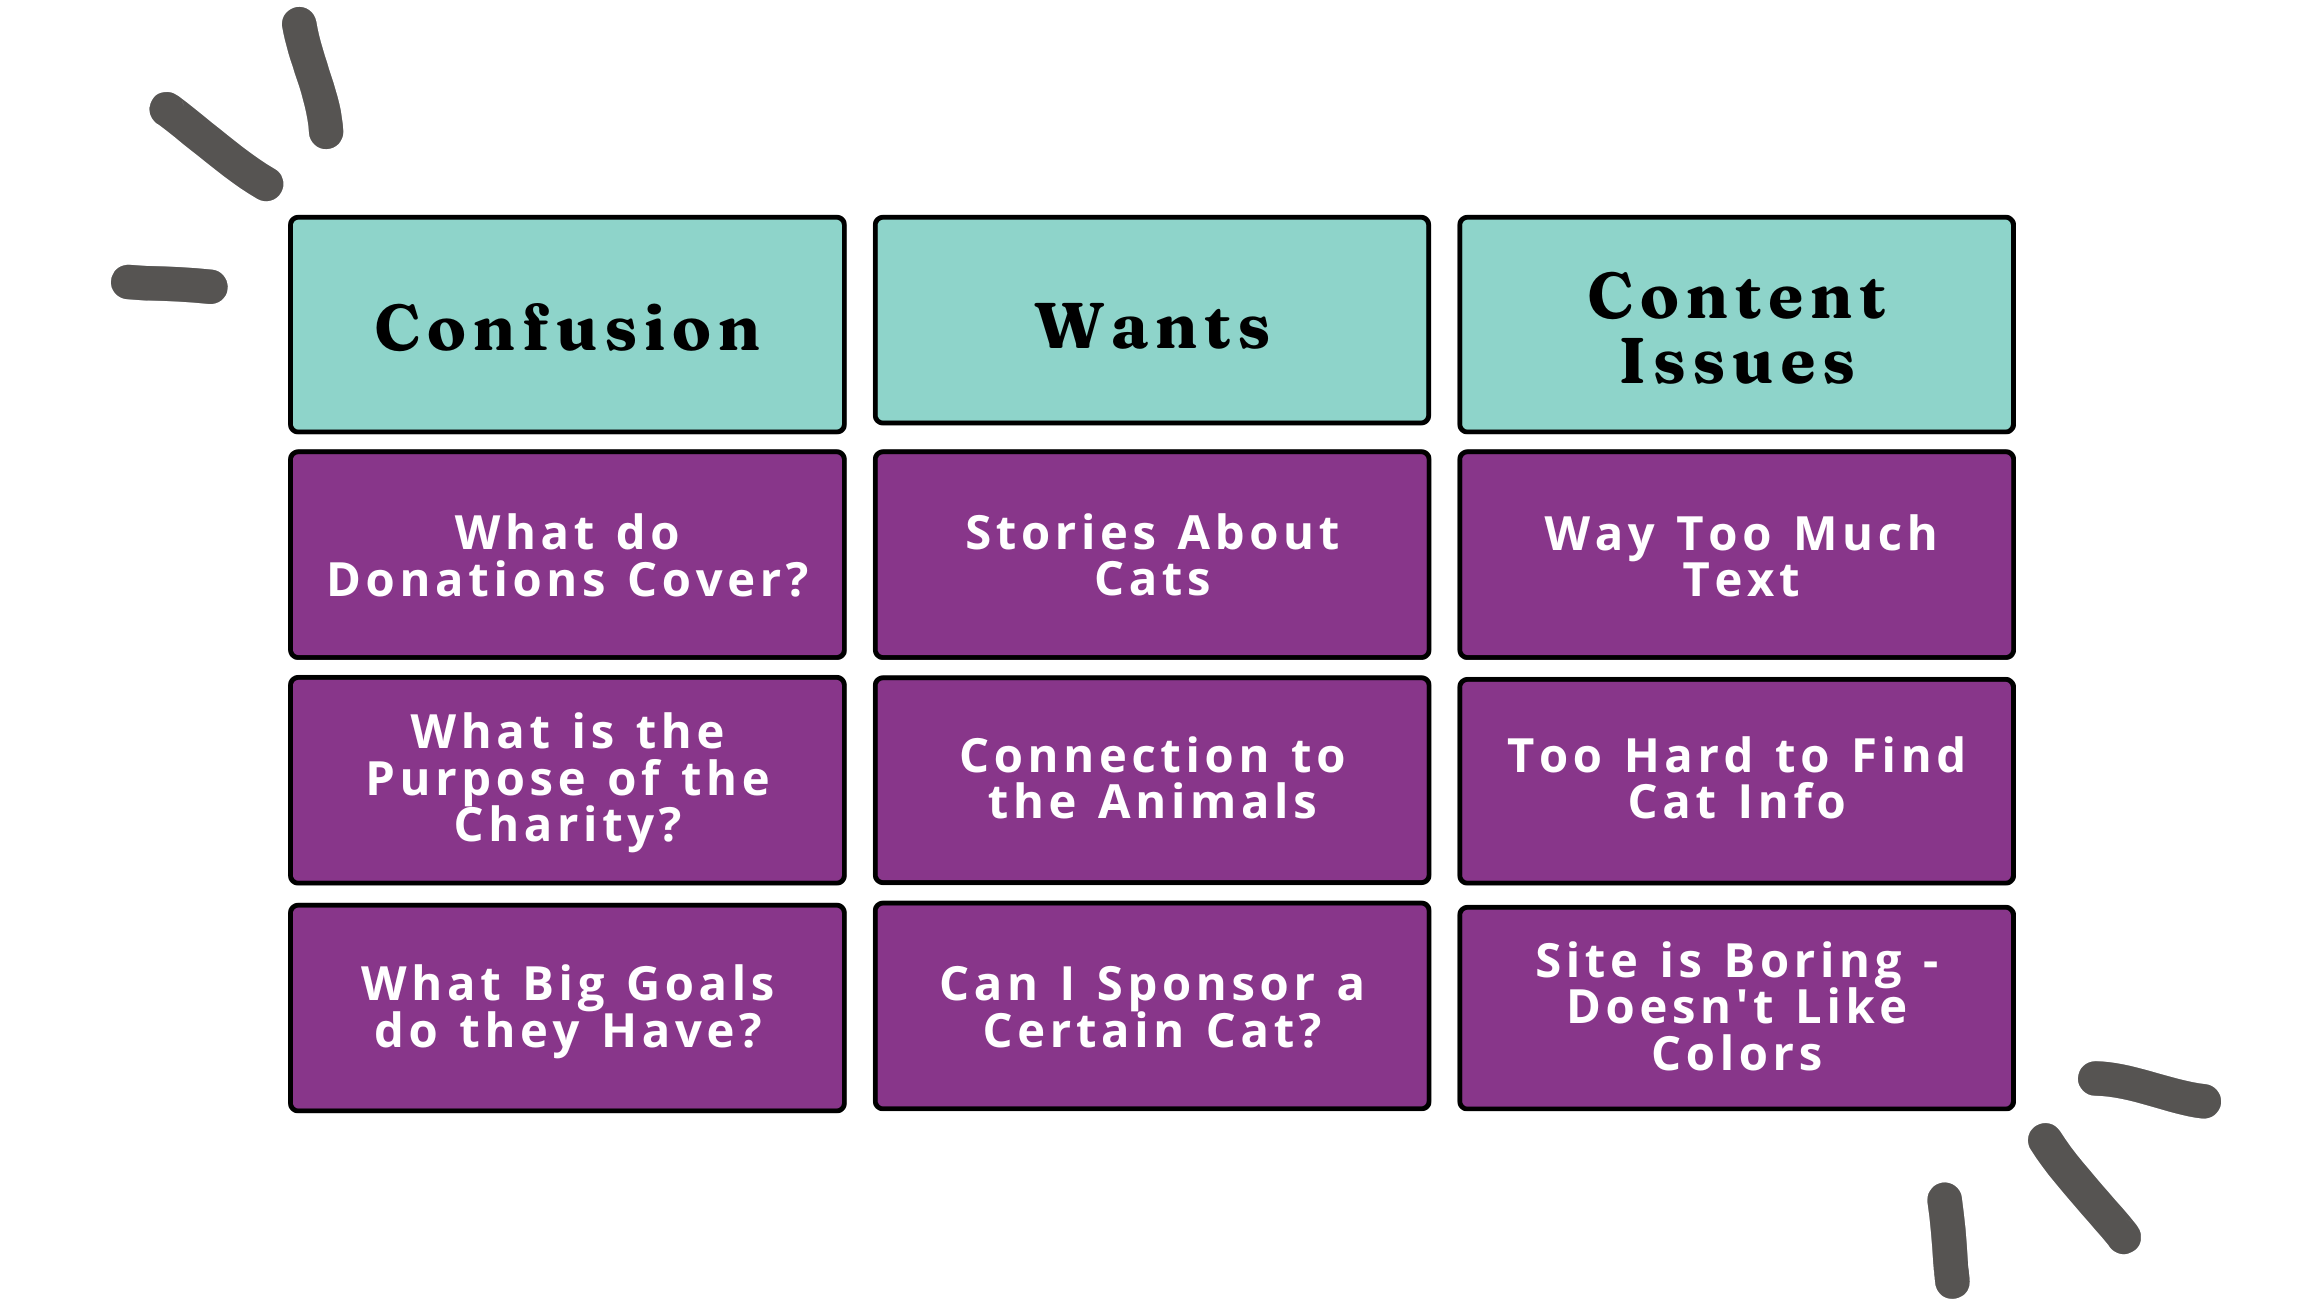 Confusion
Wants
Content
Issues
What do
Donations Cover?
Stories About
Cats
Way Too Much
Text
What is the
Purpose of the
Charity?
Connection to
the Animals
Too Hard to Find
Cat Info
What Big Goals
do they Have?
Can I Sponsor a
Certain Cat?
Site is Boring -
Doesn't Like
Colors